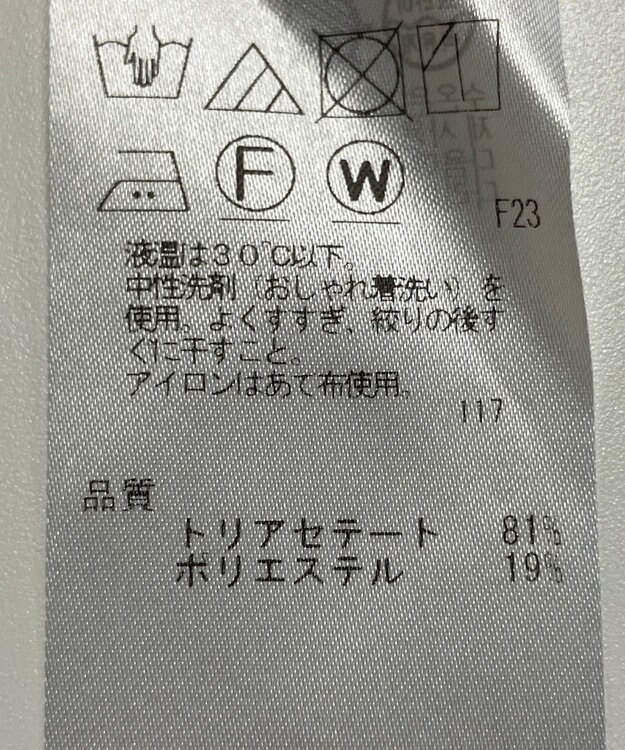 F W
F23
液温は30℃以下。
中性洗剤（おしゃれ着洗い）を
使用。よくすすぎ、絞りの後す
ぐに干すこと。
アイロンはあて布使用。
117
品質
トリアセテート 81%
ポリエステル 19%